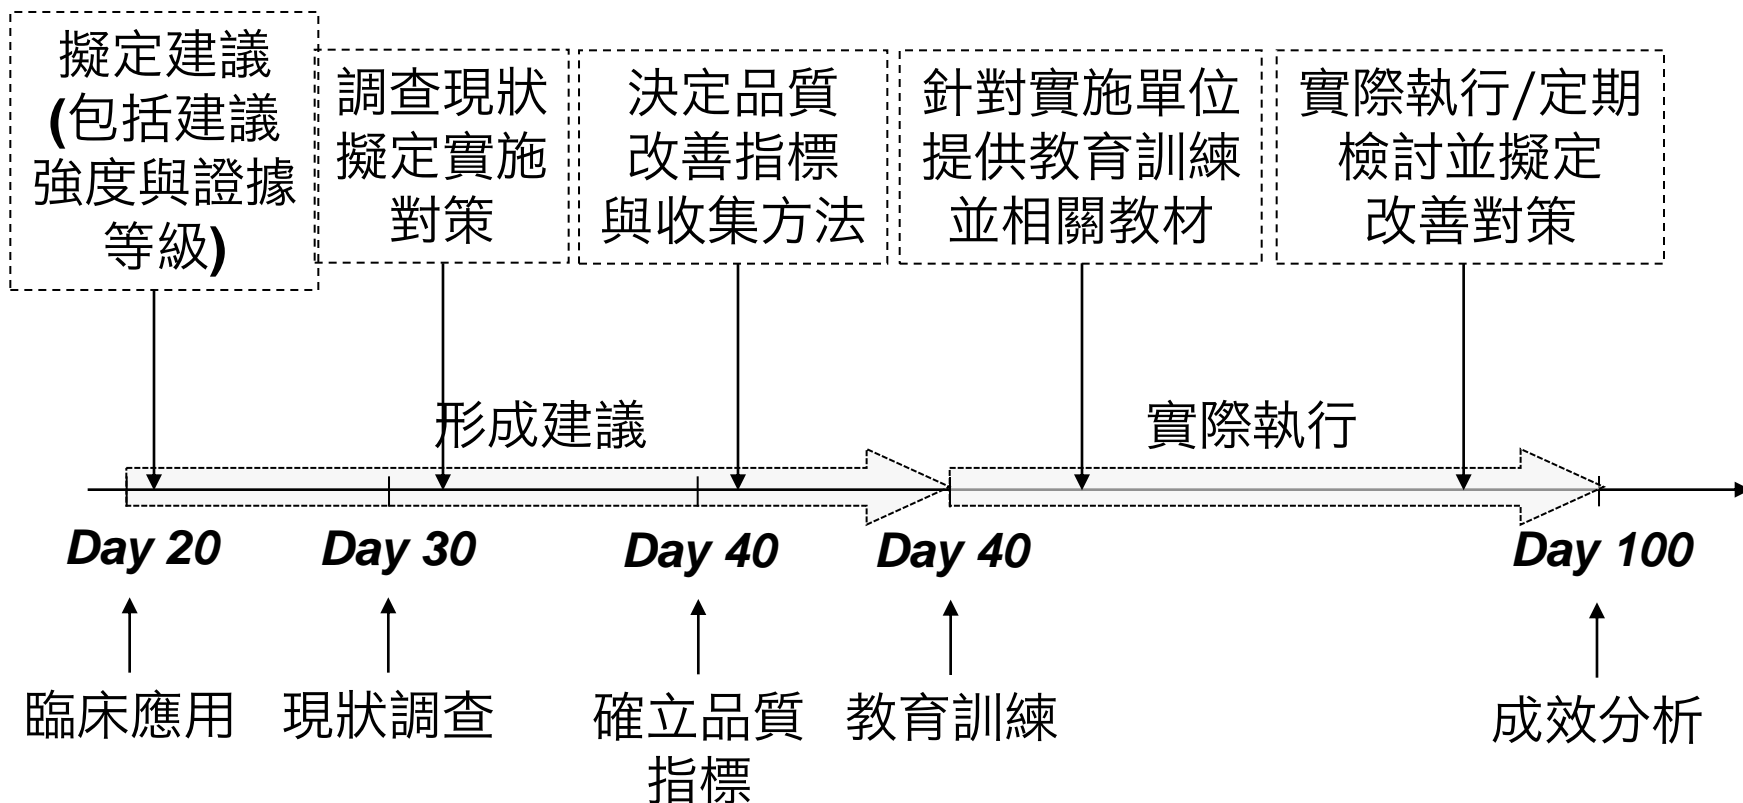 擬定建議
(包括建議
強度與證據
等級)
調查現狀
擬定實施
對策
決定品質
改善指標
與收集方法
針對實施單位
提供教育訓練
並相關教材
實際執行/定期
檢討並擬定
改善對策
形成建議
實際執行
Day 20
Day 30
Day 40
Day 40
Day 100
臨床應用
現狀調查
確立品質
指標
教育訓練
成效分析